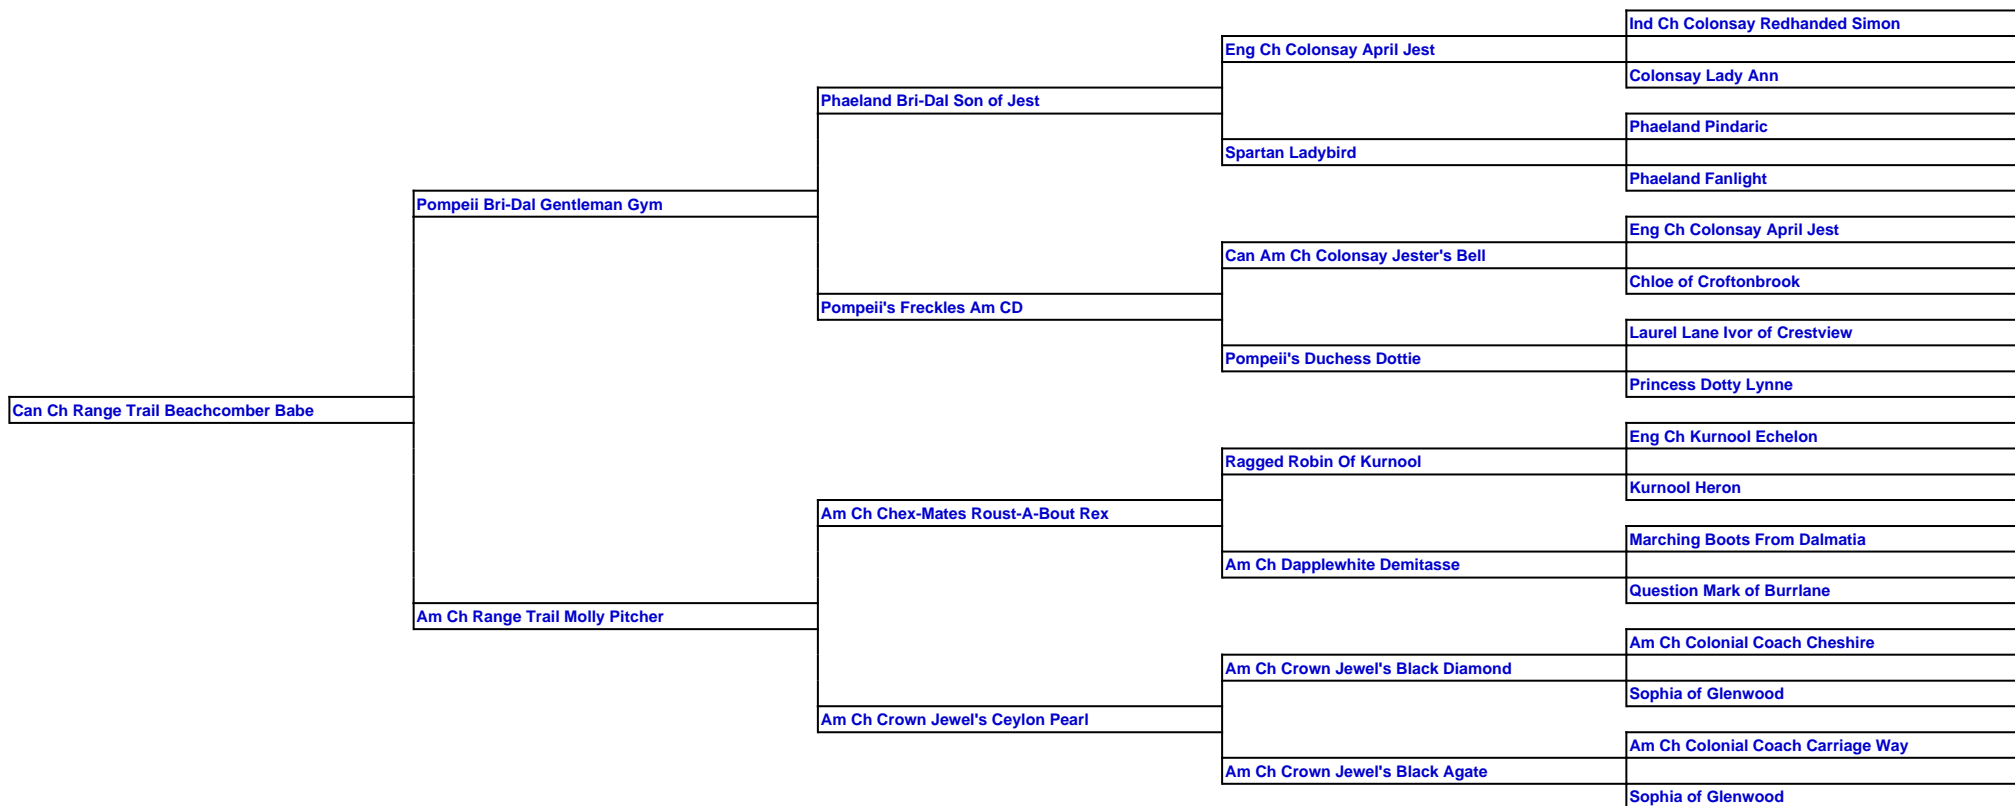 Ind Ch Colonsay Redhanded Simon
Eng Ch Colonsay April Jest
Colonsay Lady Ann
Phaeland Bri-Dal Son of Jest
Phaeland Pindaric
Spartan Ladybird
Phaeland Fanlight
Pompeii Bri-Dal Gentleman Gym
Eng Ch Colonsay April Jest
Can Am Ch Colonsay Jester's Bell
Chloe of Croftonbrook
Pompeii's Freckles Am CD
Laurel Lane Ivor of Crestview
Pompeii's Duchess Dottie
Princess Dotty Lynne
Can Ch Range Trail Beachcomber Babe
Eng Ch Kurnool Echelon
Ragged Robin Of Kurnool
Kurnool Heron
Am Ch Chex-Mates Roust-A-Bout Rex
Marching Boots From Dalmatia
Am Ch Dapplewhite Demitasse
Question Mark of Burrlane
Am Ch Range Trail Molly Pitcher
Am Ch Colonial Coach Cheshire
Am Ch Crown Jewel's Black Diamond
Sophia of Glenwood
Am Ch Crown Jewel's Ceylon Pearl
Am Ch Colonial Coach Carriage Way
Am Ch Crown Jewel's Black Agate
Sophia of Glenwood